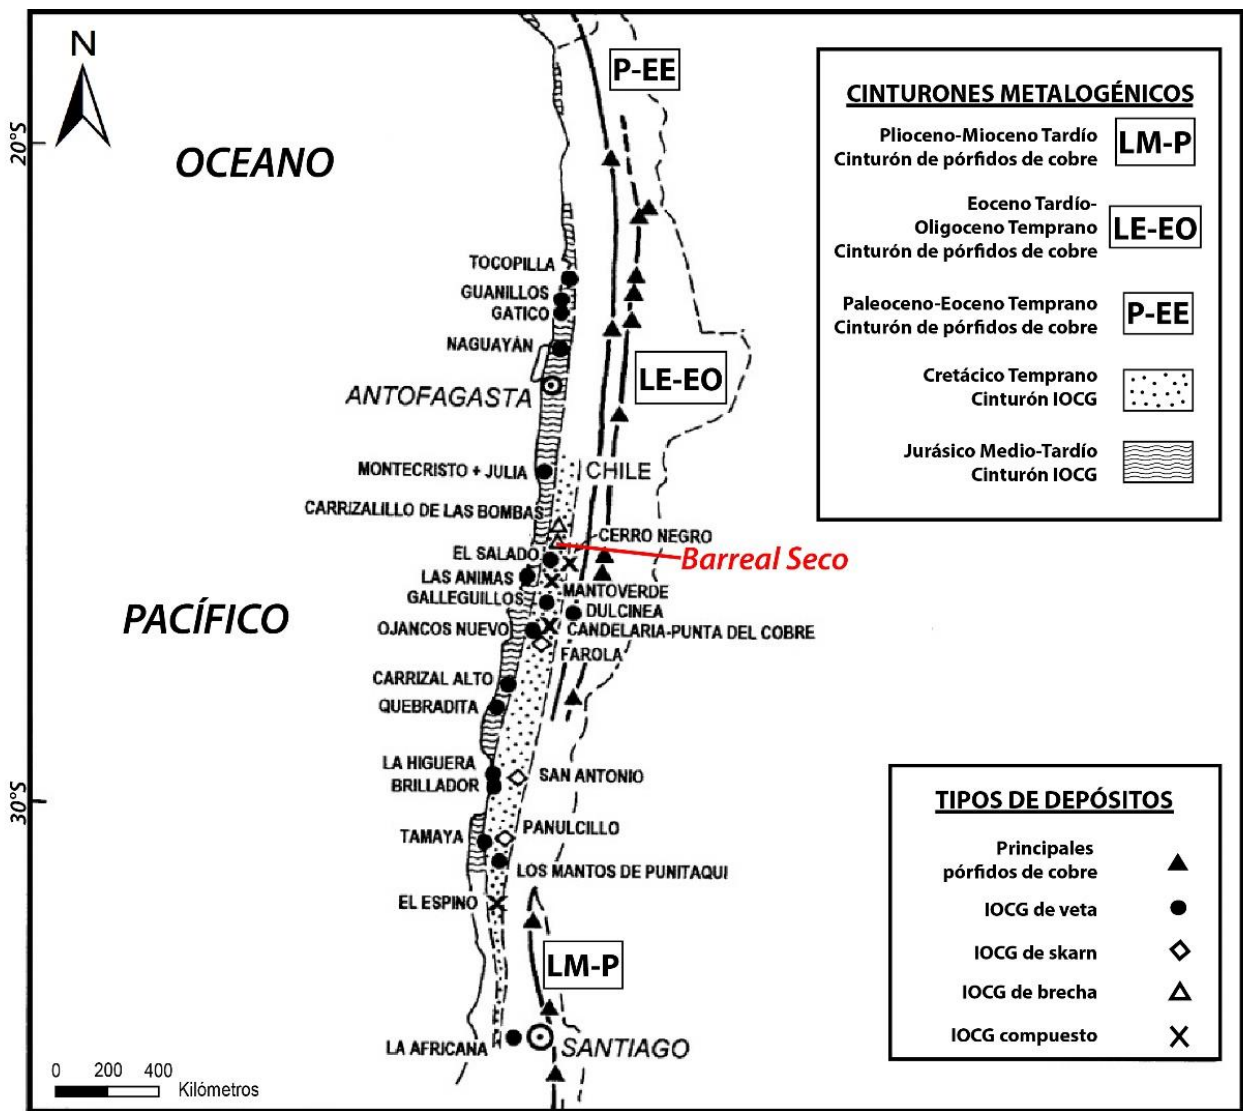 N
20°S
OCEANO
PACÍFICO
30°S
P-EE
LE-EO
LM-P
TOCOPILLA
GUANILLOS
GATICO
NAGUAYÁN
ANTOFAGASTA
MONTECRISTO + JULIA
CHILE
CARRIZALILLO DE LAS BOMBAS
CERRO NEGRO
EL SALADO
Barreal Seco
LAS ANIMAS
MANTOVERDE
GALLEGUILLOS
DULCINEA
OJANCOS NUEVO
CANDELARIA-PUNTA DEL COBRE
FAROLA
CARRIZAL ALTO
QUEBRADITA
LA HIGUERA
SAN ANTONIO
BRILLADOR
PANULCILLO
TAMAYA
LOS MANTOS DE PUNITAQUI
EL ESPINO
LA AFRICANA
SANTIAGO
0 200 400
Kilómetros
CINTURONES METALOGÉNICOS
Plioceno-Mioceno Tardío
Cinturón de pórfidos de cobre
LM-P
Eoceno Tardío-
Oligoceno Temprano
Cinturón de pórfidos de cobre
LE-EO
Paleoceno-Eoceno Temprano
Cinturón de pórfidos de cobre
P-EE
Cretácico Temprano
Cinturón IOCG
Jurásico Medio-Tardío
Cinturón IOCG
TIPOS DE DEPÓSITOS
Principales
pórfidos de cobre
IOCG de veta
IOCG de skarn
IOCG de brecha
IOCG compuesto